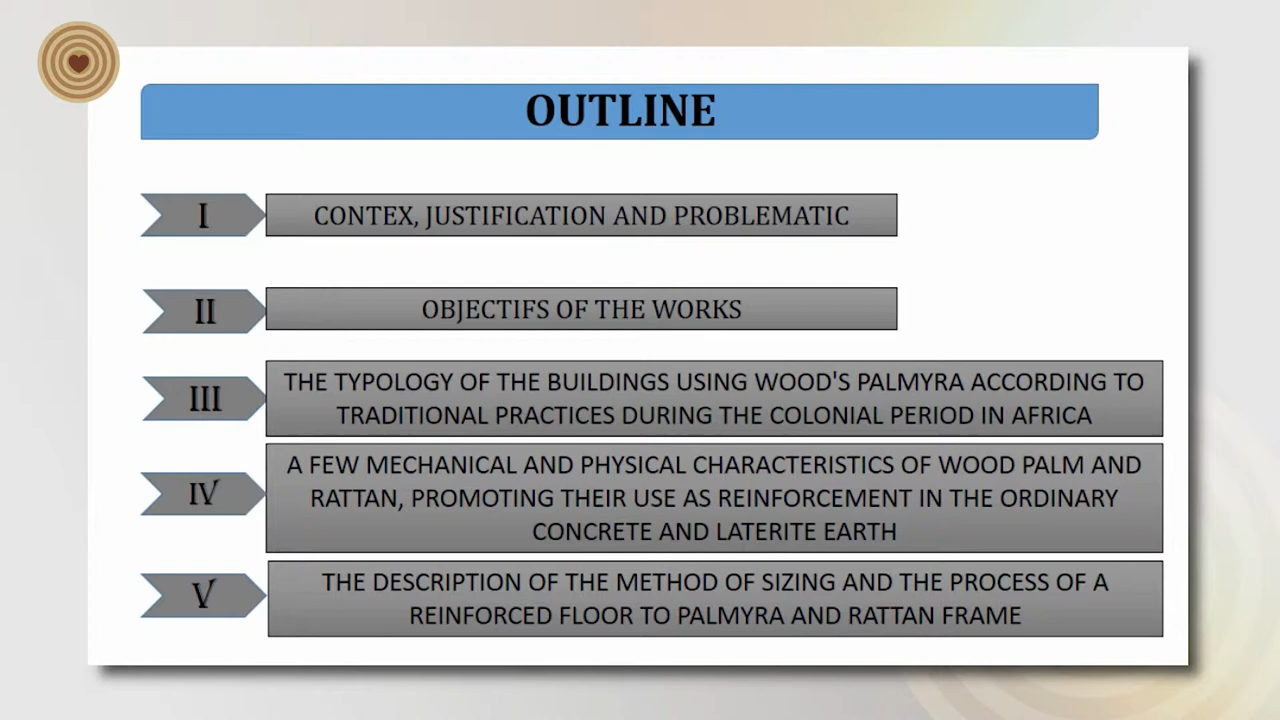 OUTLINE
I
CONTEX, JUSTIFICATION AND PROBLEMATIC
II
OBJECTIFS OF THE WORKS
III
THE TYPOLOGY OF THE BUILDINGS USING WOOD'S PALMYRA ACCORDING TO
TRADITIONAL PRACTICES DURING THE COLONIAL PERIOD IN AFRICA
IV
A FEW MECHANICAL AND PHYSICAL CHARACTERISTICS OF WOOD PALM AND
RATTAN, PROMOTING THEIR USE AS REINFORCEMENT IN THE ORDINARY
CONCRETE AND LATERITE EARTH
V
THE DESCRIPTION OF THE METHOD OF SIZING AND THE PROCESS OF A
REINFORCED FLOOR TO PALMYRA AND RATTAN FRAME